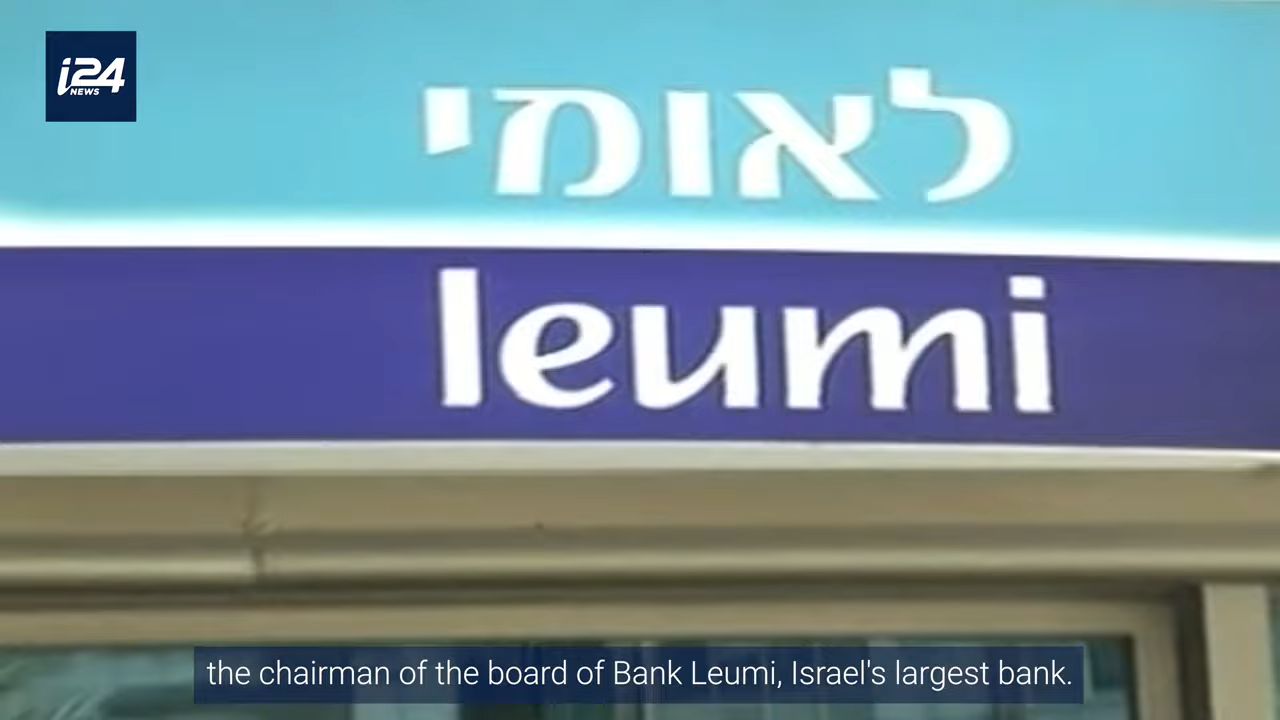 i24
NEWS
לאומי
leumi
the chairman of the board of Bank Leumi, Israel's largest bank.